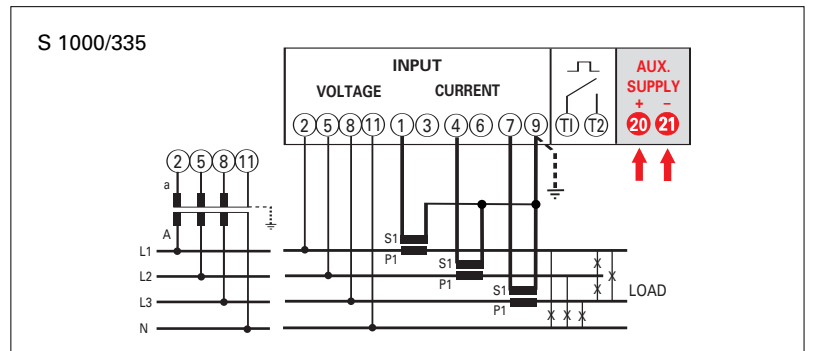 S 1000/335
INPUT
VOLTAGE CURRENT
AUX.
SUPPLY
+ –
2 5 8 11 1 3 4 6 7 9 T1 T2 20 21
2 5 8 11
a
A
S1
L1
P1
S1
L2
P1
S1
L3
P1
LOAD
N
X
X
X
X X X